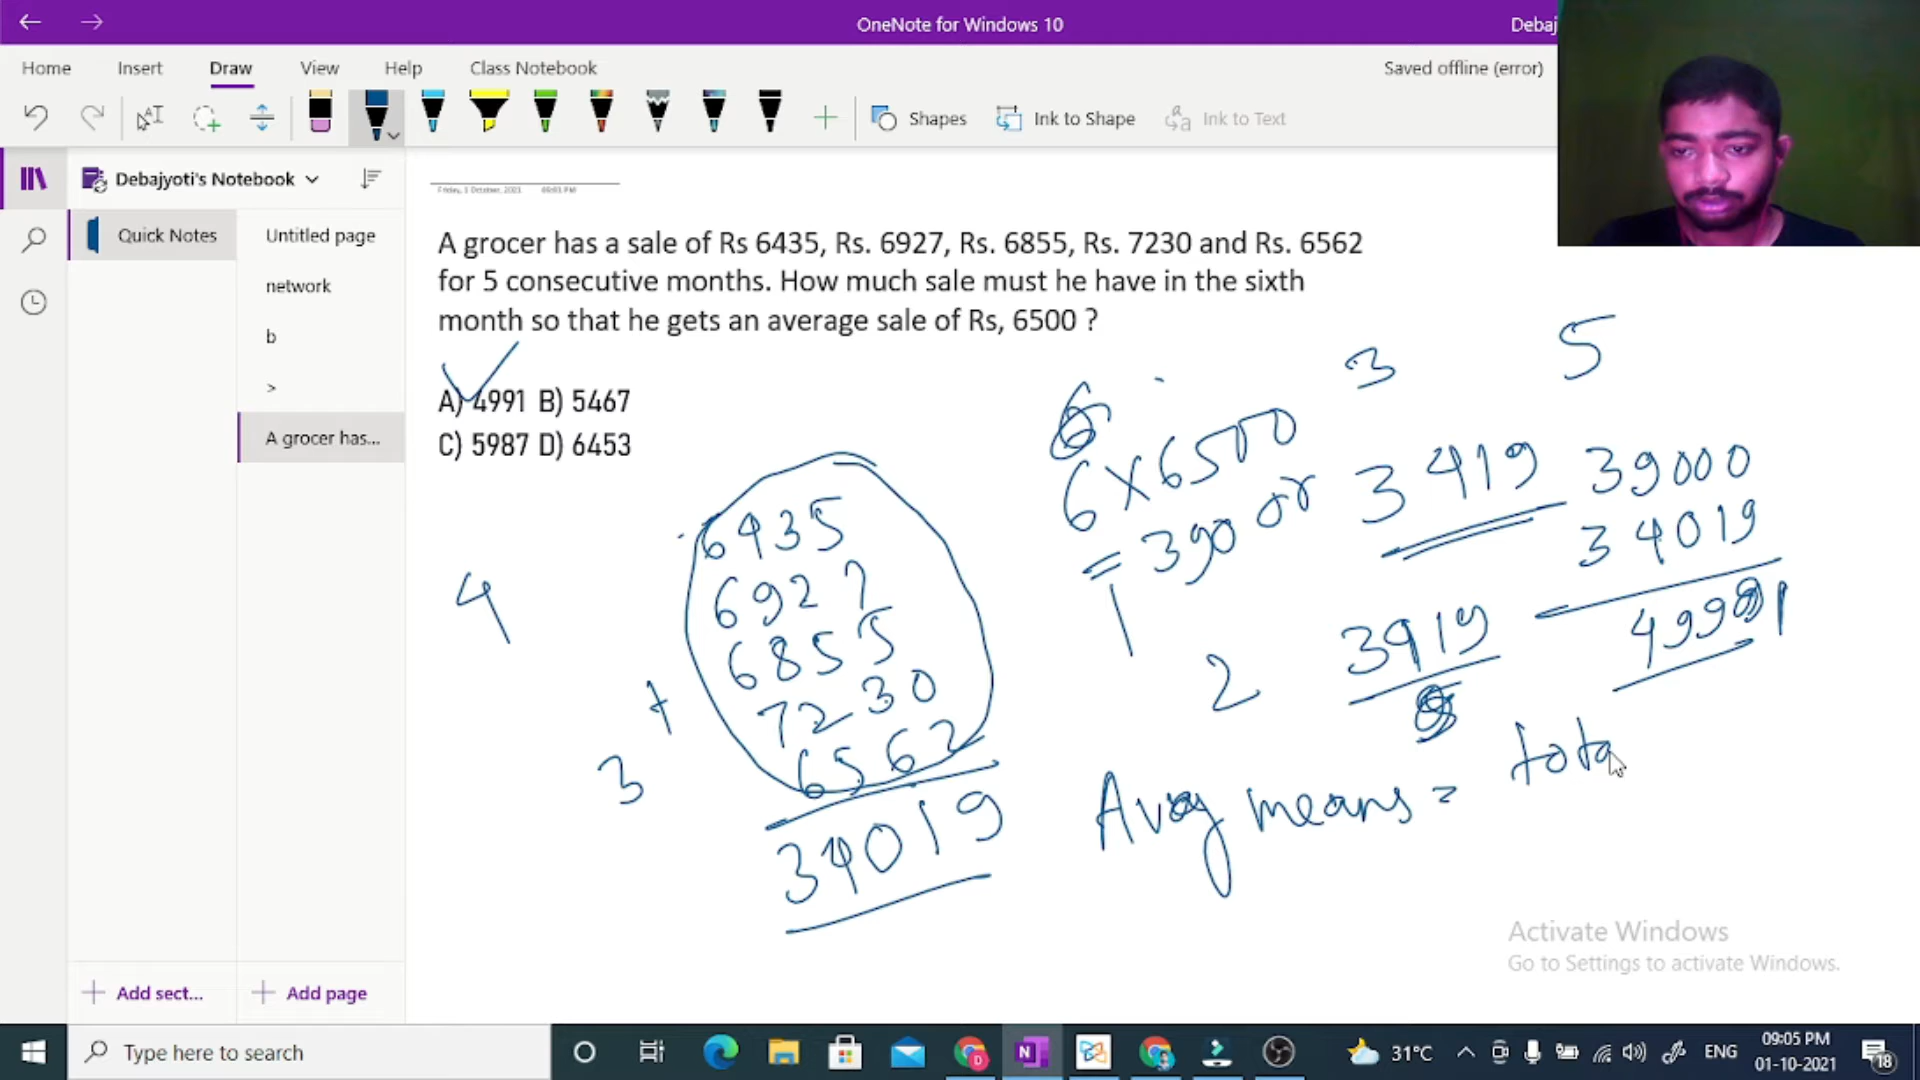 OneNote for Windows 10
Debaj
Home Insert Draw View Help Class Notebook
Saved offline (error)
Shapes Ink to Shape Ink to Text
Debajyoti's Notebook
Quick Notes
Untitled page
network
b
>
A grocer has...
Add sect...
Add page
A grocer has a sale of Rs 6435, Rs. 6927, Rs. 6855, Rs. 7230 and Rs. 6562
for 5 consecutive months. How much sale must he have in the sixth
month so that he gets an average sale of Rs, 6500 ?
A) 4991 B) 5467
C) 5987 D) 6453
4
3
6435
6927
6855
7230
+ 6562
34019
6
6 x 6500
= 390 or
1
2
3
3419
3919
5
39000
34019
4991
Avg means =
tota
Activate Windows
Go to Settings to activate Windows.
Type here to search
31°C
ENG
09:05 PM
01-10-2021
18